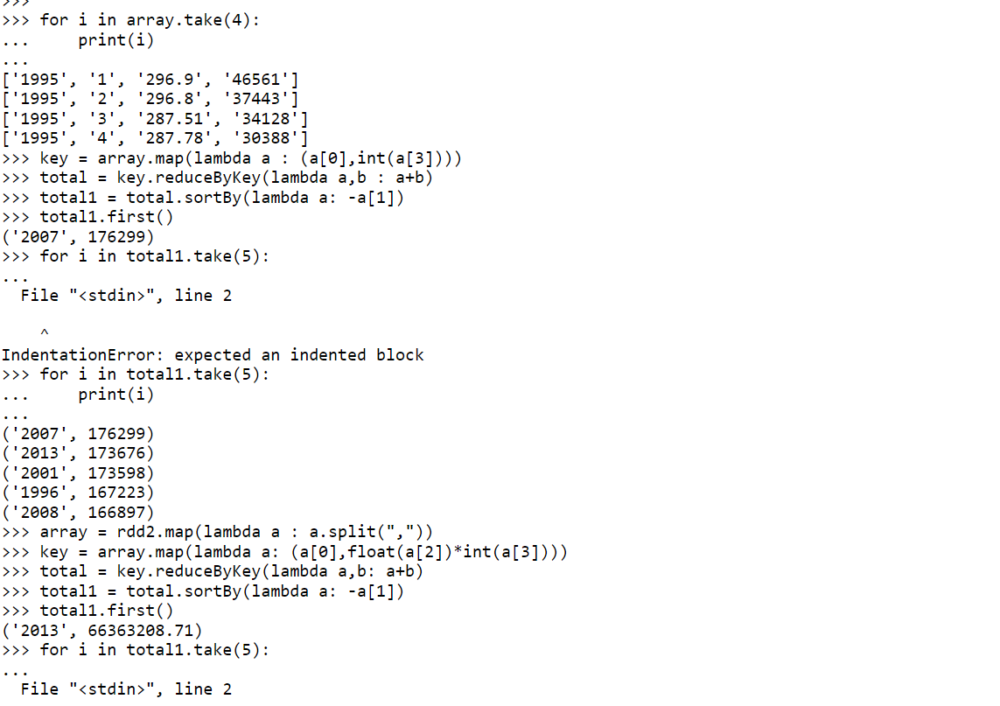 >>>
>>> for i in array.take(4):
...     print(i)
...
['1995', '1', '296.9', '46561']
['1995', '2', '296.8', '37443']
['1995', '3', '287.51', '34128']
['1995', '4', '287.78', '30388']
>>> key = array.map(lambda a : (a[0],int(a[3])))
>>> total = key.reduceByKey(lambda a,b : a+b)
>>> total1 = total.sortBy(lambda a: -a[1])
>>> total1.first()
('2007', 176299)
>>> for i in total1.take(5):
...
  File "<stdin>", line 2
    ^
IndentationError: expected an indented block
>>> for i in total1.take(5):
...     print(i)
...
('2007', 176299)
('2013', 173676)
('2001', 173598)
('1996', 167223)
('2008', 166897)
>>> array = rdd2.map(lambda a : a.split(","))
>>> key = array.map(lambda a: (a[0],float(a[2])*int(a[3])))
>>> total = key.reduceByKey(lambda a,b: a+b)
>>> total1 = total.sortBy(lambda a: -a[1])
>>> total1.first()
('2013', 66363208.71)
>>> for i in total1.take(5):
...
  File "<stdin>", line 2